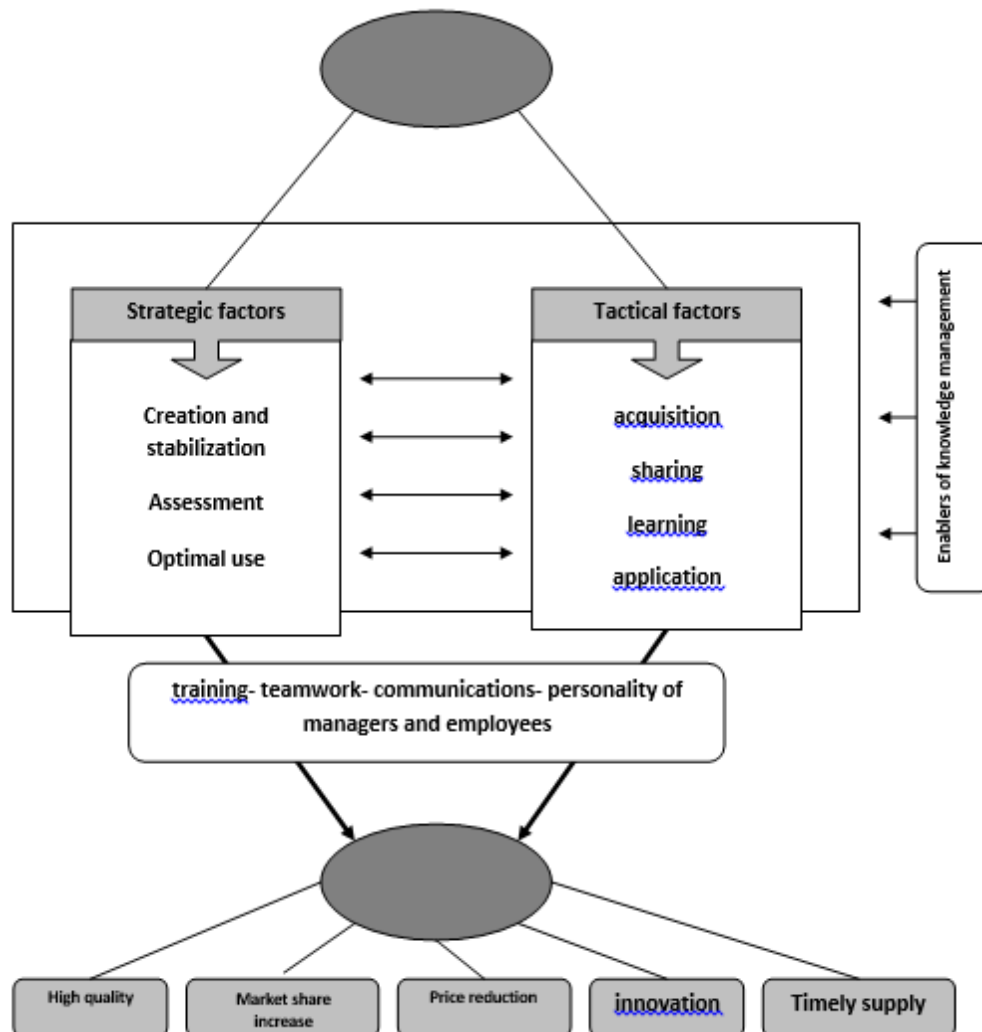 Strategic factors
Tactical factors
Creation and
stabilization
Assessment
Optimal use
acquisition
sharing
learning
application
Enablers of knowledge management
training- teamwork- communications- personality of
managers and employees
High quality
Market share
increase
Price reduction
innovation
Timely supply